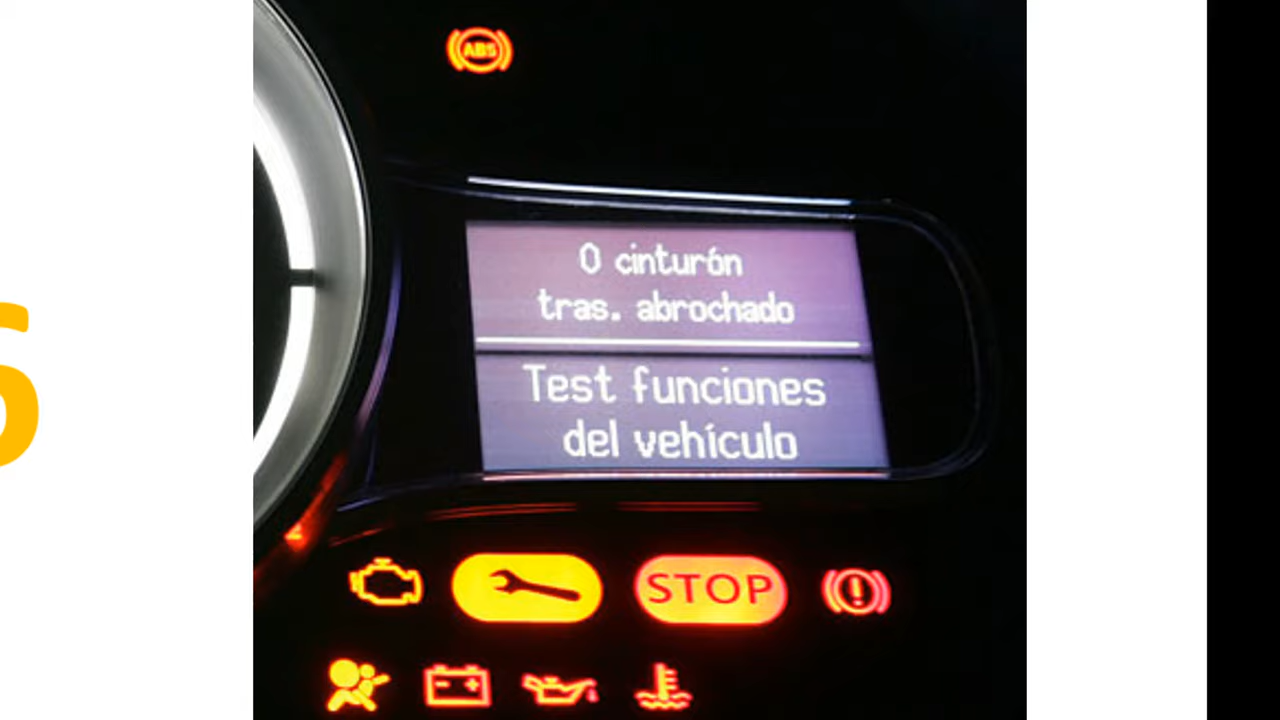 ABS
0 cinturón
tras. abrochado
Test funciones
del vehículo
STOP